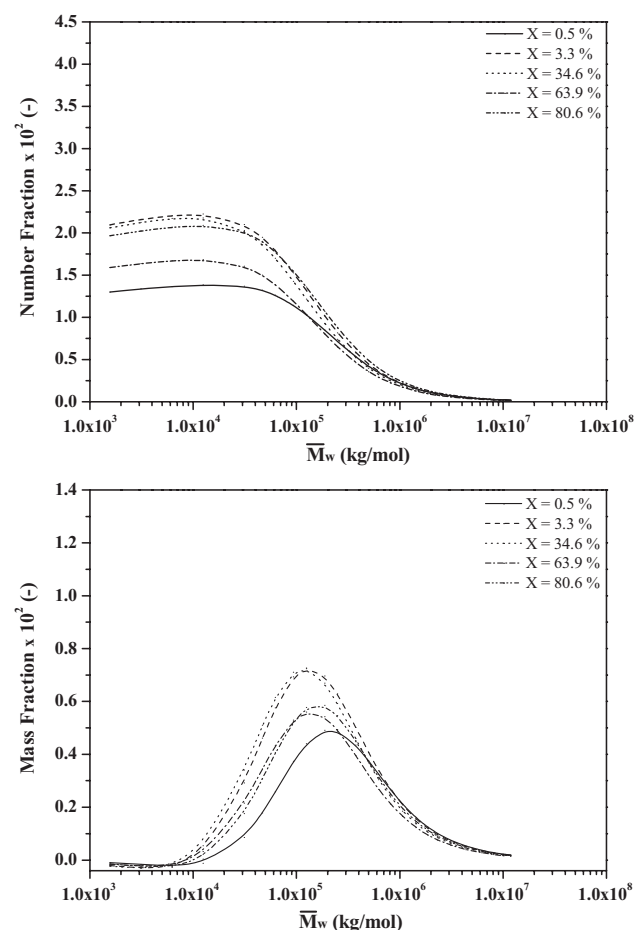 4.5
4.0
3.5
3.0
2.5
2.0
1.5
1.0
0.5
0.0
Number Fraction x 10² (-)
X = 0.5 %
X = 3.3 %
X = 34.6 %
X = 63.9 %
X = 80.6 %
1.0x10³ 1.0x10⁴ 1.0x10⁵ 1.0x10⁶ 1.0x10⁷ 1.0x10⁸
M̅w (kg/mol)
1.4
1.2
1.0
0.8
0.6
0.4
0.2
0.0
Mass Fraction x 10² (-)
X = 0.5 %
X = 3.3 %
X = 34.6 %
X = 63.9 %
X = 80.6 %
1.0x10³ 1.0x10⁴ 1.0x10⁵ 1.0x10⁶ 1.0x10⁷ 1.0x10⁸
M̅w (kg/mol)